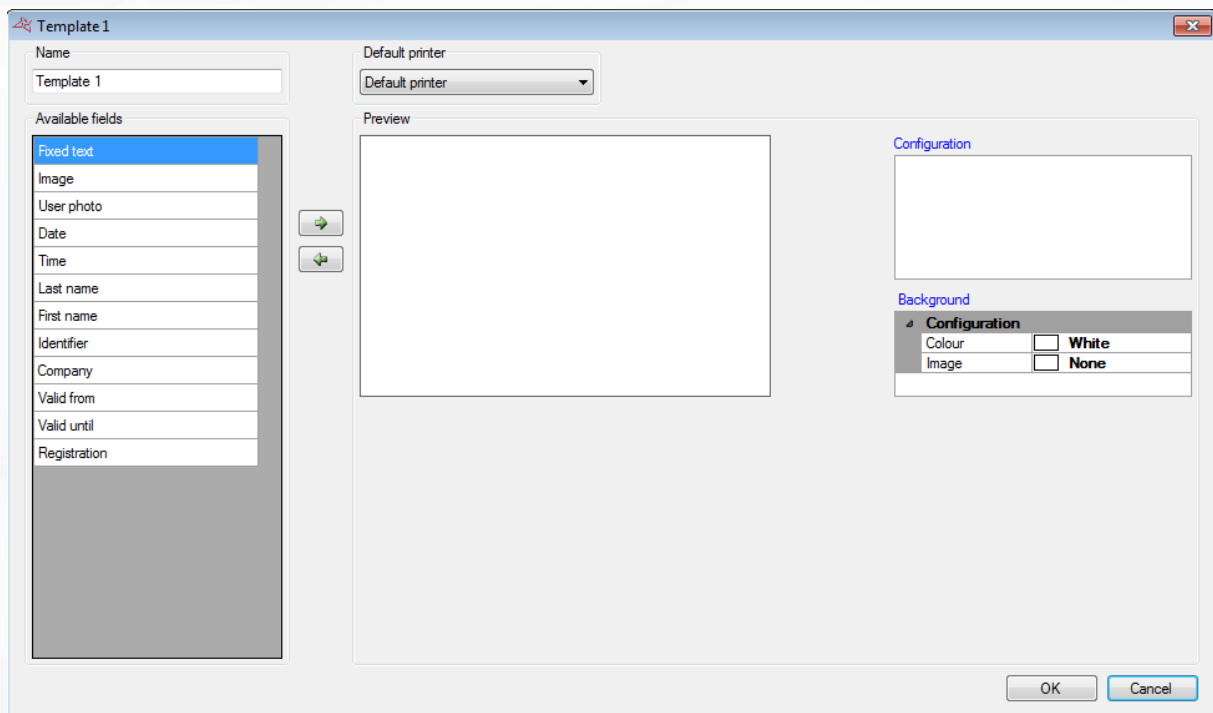 Template 1
Name
Template 1
Default printer
Default printer
Available fields
Fixed text
Image
User photo
Date
Time
Last name
First name
Identifier
Company
Valid from
Valid until
Registration
Preview
Configuration
Background
Configuration
Colour White
Image None
OK Cancel